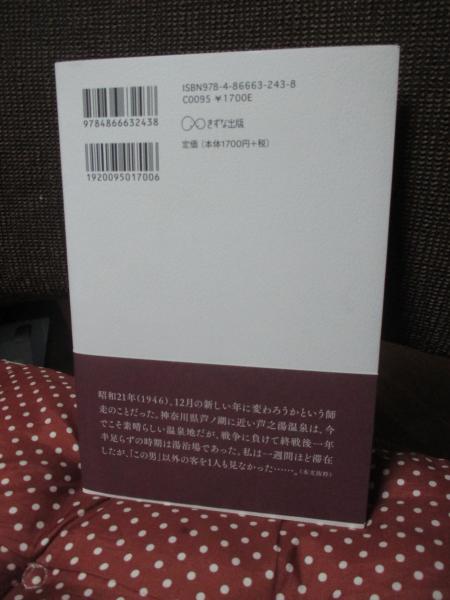 ISBN978-4-86663-243-8
C0095 ¥1700E
9784866632438
きずな出版
定価(本体1700円+税)
1920095017006
昭和21年(1946)、12月の新しい年に変わろうかという師
走のことだった。神奈川県芦ノ湖に近い芦之湯温泉は、今
でこそ素晴らしい温泉地だが、戦争に負けて終戦後一年
半足らずの時期は湯治場であった。私は一週間ほど滞在
したが、「この男」以外の客を1人も見なかった……。(本文抜粋)